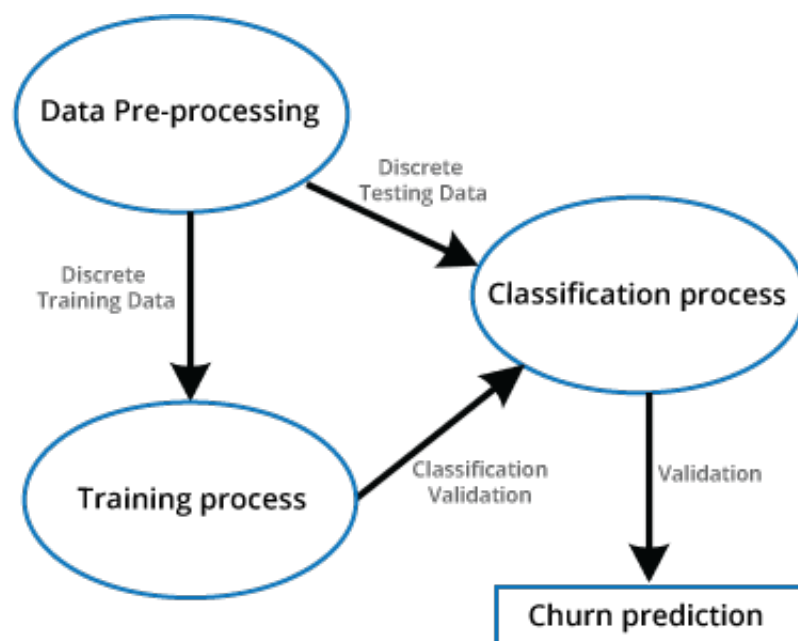 Data Pre-processing
Discrete
Testing Data
Discrete
Training Data
Classification process
Training process
Classification
Validation
Validation
Churn prediction